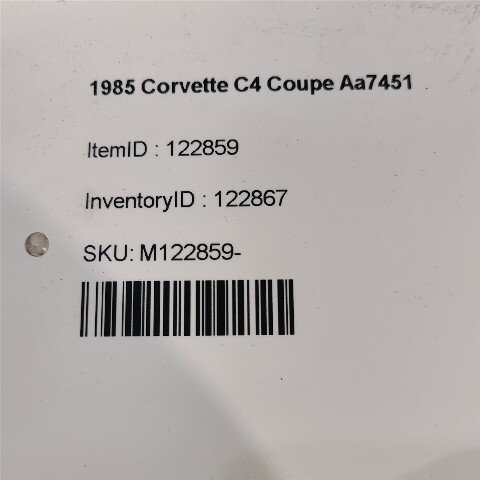 1985 Corvette C4 Coupe Aa7451
ItemID : 122859
InventoryID : 122867
SKU: M122859-